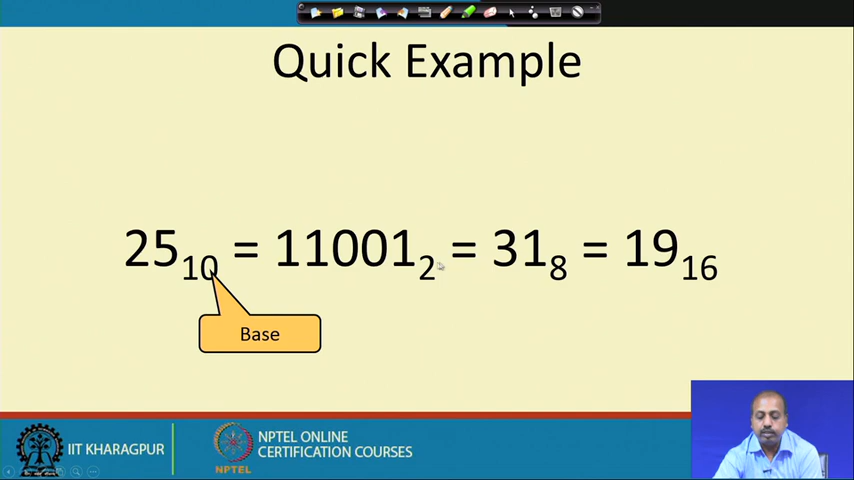 Quick Example
25₁₀ = 11001₂ = 31₈ = 19₁₆
Base
IIT KHARAGPUR
NPTEL
NPTEL ONLINE
CERTIFICATION COURSES